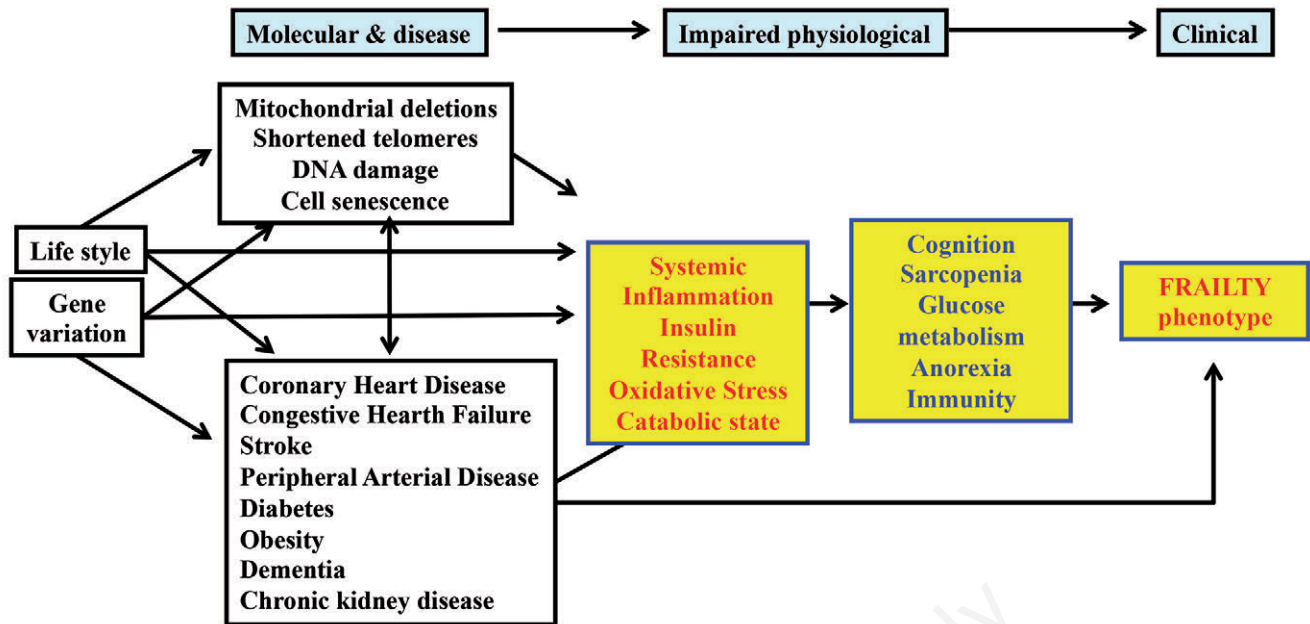 Molecular & disease
Impaired physiological
Clinical
Mitochondrial deletions
Shortened telomeres
DNA damage
Cell senescence
Life style
Gene
variation
Coronary Heart Disease
Congestive Hearth Failure
Stroke
Peripheral Arterial Disease
Diabetes
Obesity
Dementia
Chronic kidney disease
Systemic
Inflammation
Insulin
Resistance
Oxidative Stress
Catabolic state
Cognition
Sarcopenia
Glucose
metabolism
Anorexia
Immunity
FRAILTY
phenotype